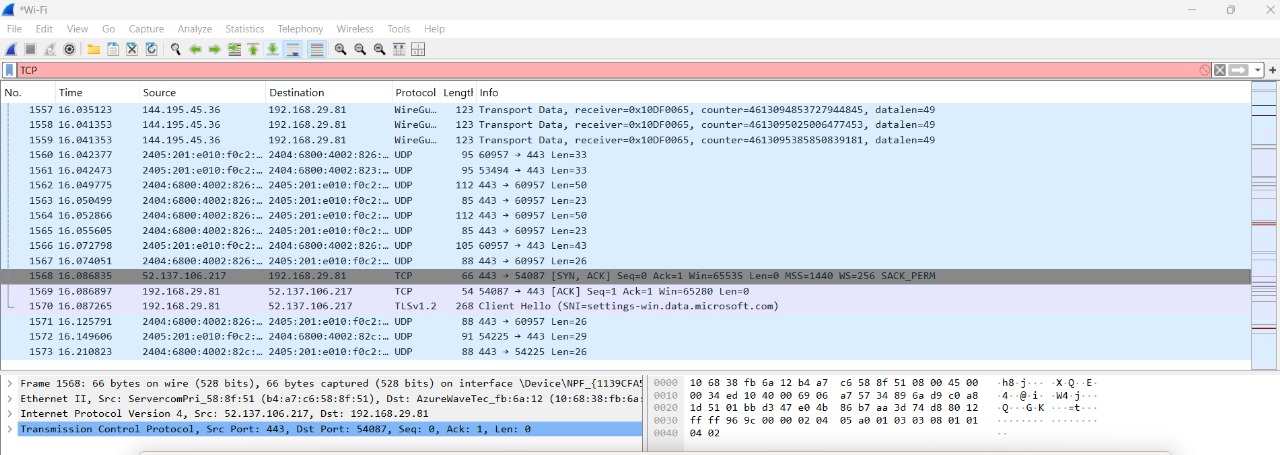 *Wi-Fi
File Edit View Go Capture Analyze Statistics Telephony Wireless Tools Help
TCP
No. Time Source Destination Protocol Length Info
1557 16.035123 144.195.45.36 192.168.29.81 WireGu… 123 Transport Data, receiver=0x10DF0065, counter=4613094853727944845, datalen=49
1558 16.041353 144.195.45.36 192.168.29.81 WireGu… 123 Transport Data, receiver=0x10DF0065, counter=4613095025006477453, datalen=49
1559 16.041353 144.195.45.36 192.168.29.81 WireGu… 123 Transport Data, receiver=0x10DF0065, counter=4613095385850839181, datalen=49
1560 16.042377 2405:201:e010:f0c2:… 2404:6800:4002:826:… UDP 95 60957 → 443 Len=33
1561 16.042473 2405:201:e010:f0c2:… 2404:6800:4002:823:… UDP 95 53494 → 443 Len=33
1562 16.049775 2404:6800:4002:826:… 2405:201:e010:f0c2:… UDP 112 443 → 60957 Len=50
1563 16.050499 2404:6800:4002:826:… 2405:201:e010:f0c2:… UDP 85 443 → 60957 Len=23
1564 16.052866 2404:6800:4002:826:… 2405:201:e010:f0c2:… UDP 112 443 → 60957 Len=50
1565 16.055605 2404:6800:4002:826:… 2405:201:e010:f0c2:… UDP 85 443 → 60957 Len=23
1566 16.072798 2405:201:e010:f0c2:… 2404:6800:4002:826:… UDP 105 60957 → 443 Len=43
1567 16.074051 2404:6800:4002:826:… 2405:201:e010:f0c2:… UDP 88 443 → 60957 Len=26
1568 16.086835 52.137.106.217 192.168.29.81 TCP 66 443 → 54087 [SYN, ACK] Seq=0 Ack=1 Win=65535 Len=0 MSS=1440 WS=256 SACK_PERM
1569 16.086897 192.168.29.81 52.137.106.217 TCP 54 54087 → 443 [ACK] Seq=1 Ack=1 Win=65280 Len=0
1570 16.087265 192.168.29.81 52.137.106.217 TLSv1.2 268 Client Hello (SNI=settings-win.data.microsoft.com)
1571 16.125791 2404:6800:4002:826:… 2405:201:e010:f0c2:… UDP 88 443 → 60957 Len=26
1572 16.149606 2405:201:e010:f0c2:… 2404:6800:4002:82c:… UDP 91 54225 → 443 Len=29
1573 16.210823 2404:6800:4002:82c:… 2405:201:e010:f0c2:… UDP 88 443 → 54225 Len=26
Frame 1568: 66 bytes on wire (528 bits), 66 bytes captured (528 bits) on interface \Device\NPF_{1139CFA5
Ethernet II, Src: ServercomPri_58:8f:51 (b4:a7:c6:58:8f:51), Dst: AzureWaveTec_fb:6a:12 (10:68:38:fb:6a:
Internet Protocol Version 4, Src: 52.137.106.217, Dst: 192.168.29.81
Transmission Control Protocol, Src Port: 443, Dst Port: 54087, Seq: 0, Ack: 1, Len: 0
0000 10 68 38 fb 6a 12 b4 a7 c6 58 8f 51 08 00 45 00 ·h8·j··· ·X·Q··E·
0010 00 34 ed 10 40 00 69 06 a7 57 34 89 6a d9 c0 a8 ·4··@·i· ·W4·j···
0020 1d 51 01 bb d3 47 e0 4b 86 b7 aa 3d 74 d8 80 12 ·Q···G·K ···=t···
0030 ff ff 96 9c 00 00 02 04 05 a0 01 03 03 08 01 01 ········ ········
0040 04 02 ··